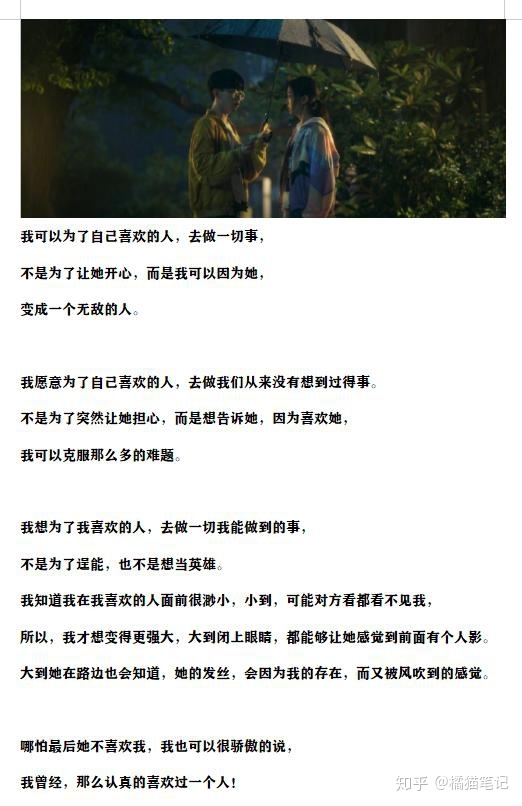 我可以为了自己喜欢的人，去做一切事，
不是为了让她开心，而是我可以因为她，
变成一个无敌的人。
我愿意为了自己喜欢的人，去做我们从来没有想到过得事。
不是为了突然让她担心，而是想告诉她，因为喜欢她，
我可以克服那么多的难题。
我想为了我喜欢的人，去做一切我能做到的事，
不是为了逞能，也不是想当英雄。
我知道我在我喜欢的人面前很渺小，小到，可能对方看都看不见我，
所以，我才想变得更强大，大到闭上眼睛，都能够让她感觉到前面有个人影。
大到她在路边也会知道，她的发丝，会因为我的存在，而又被风吹到的感觉。
哪怕最后她不喜欢我，我也可以很骄傲的说，
我曾经，那么认真的喜欢过一个人！
知乎 @橘猫笔记